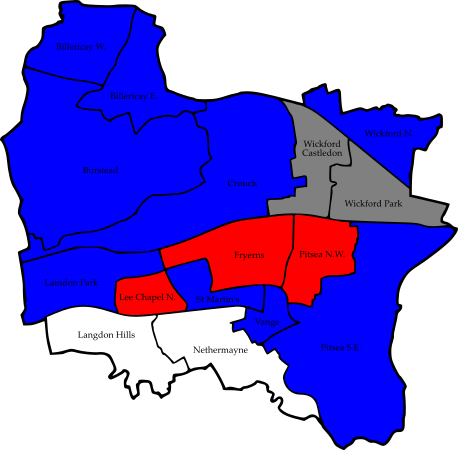 Billericay W.
Billericay E.
Wickford N.
Wickford
Castledon
Burstead
Crouch
Wickford Park
Fryerns
Pitsea N.W.
Laindon Park
Lee Chapel N.
St Martin's
Vange
Langdon Hills
Nethermayne
Pitsea S.E.